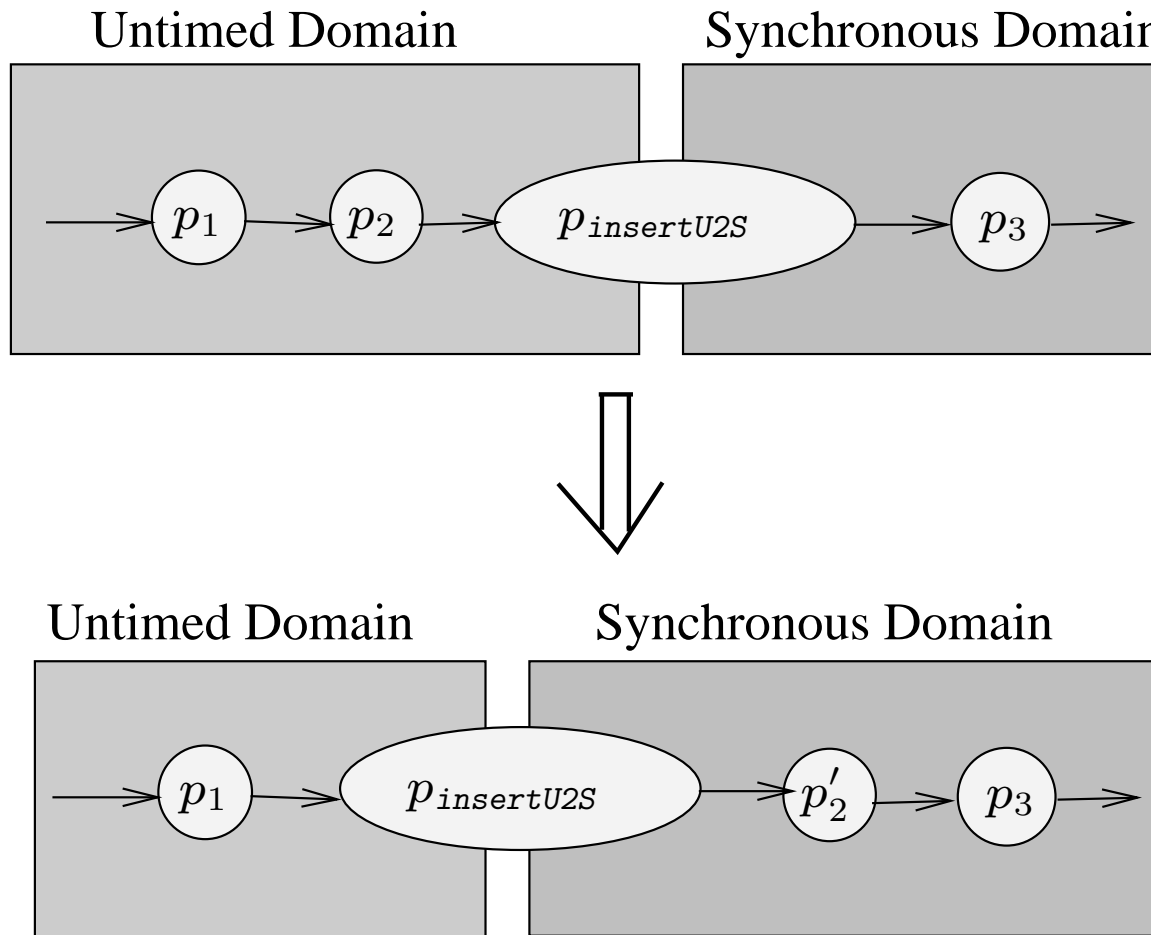 Untimed Domain Synchronous Domain
p₁ p₂ p_insertU2S p₃
Untimed Domain Synchronous Domain
p₁ p_insertU2S p′₂ p₃